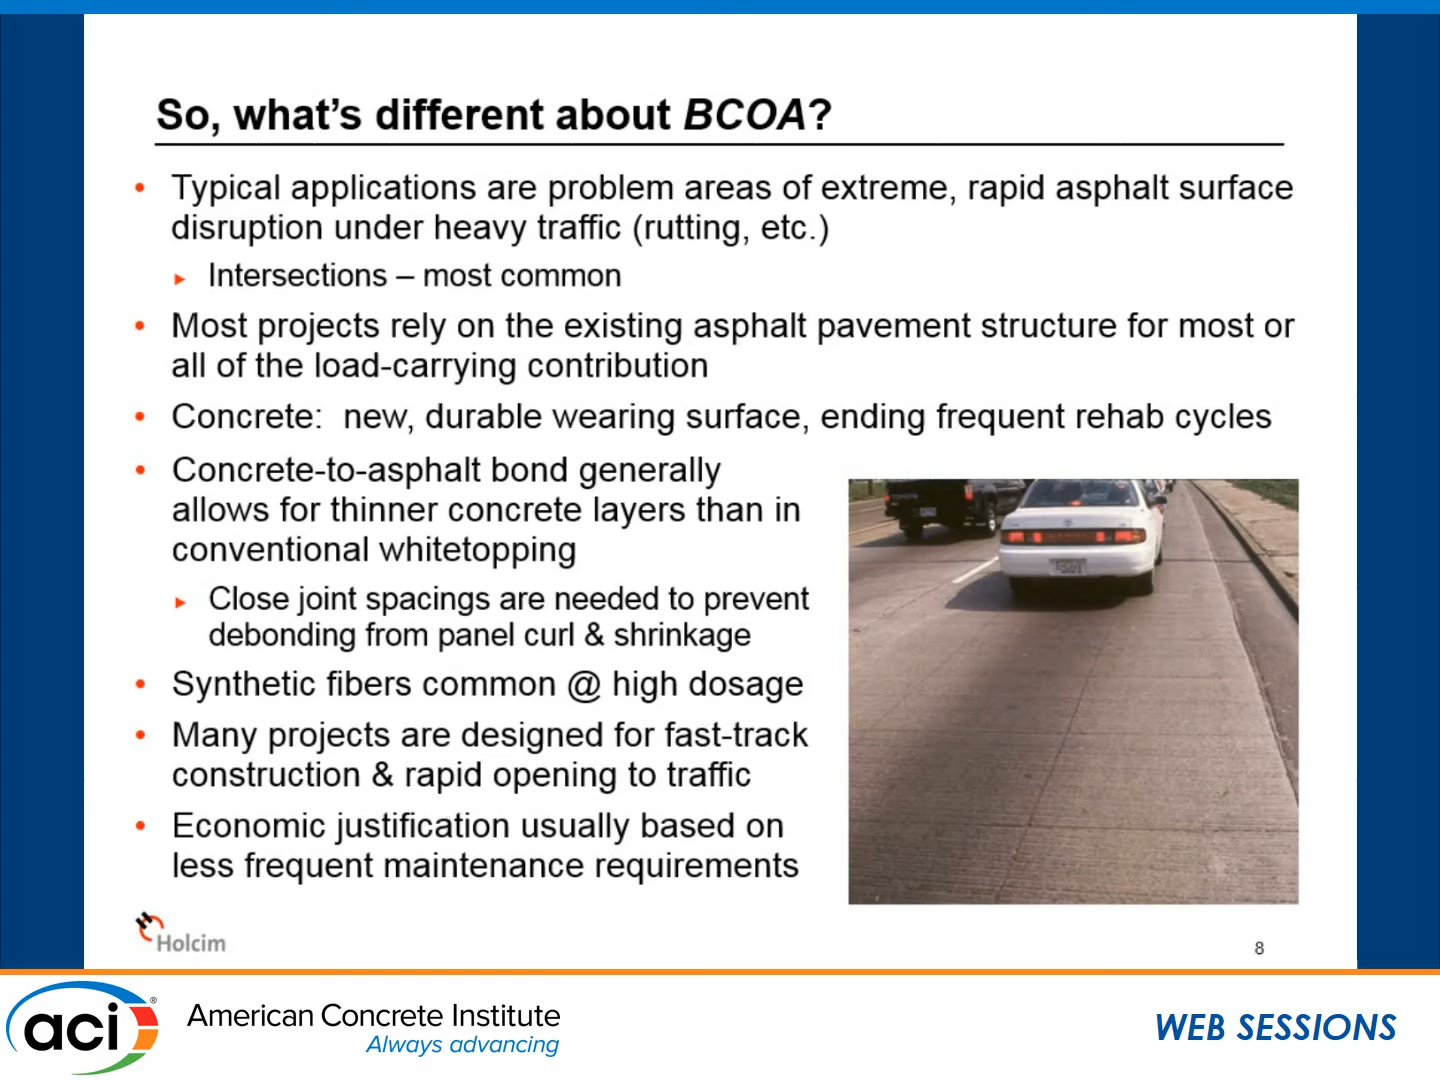 So, what's different about BCOA?
• Typical applications are problem areas of extreme, rapid asphalt surface
disruption under heavy traffic (rutting, etc.)
► Intersections – most common
• Most projects rely on the existing asphalt pavement structure for most or
all of the load-carrying contribution
• Concrete:  new, durable wearing surface, ending frequent rehab cycles
• Concrete-to-asphalt bond generally
allows for thinner concrete layers than in
conventional whitetopping
► Close joint spacings are needed to prevent
debonding from panel curl & shrinkage
• Synthetic fibers common @ high dosage
• Many projects are designed for fast-track
construction & rapid opening to traffic
• Economic justification usually based on
less frequent maintenance requirements
Holcim
8
aci®
American Concrete Institute
Always advancing
WEB SESSIONS